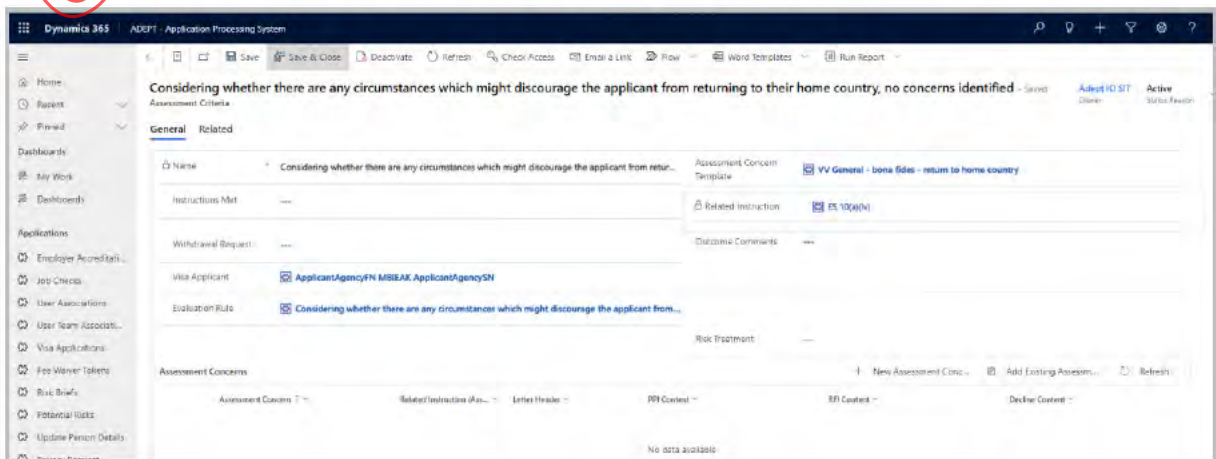 Dynamics 365 ADEPT - Application Processing System
Save Save & Close Deactivate Refresh Check Access Email a Link Flow Word Templates Run Report
Home
Recent
Pinned
Dashboards
My Work
Dashboards
Applications
Employer Accreditati...
Job Checks
User Associations
User Team Associati...
Visa Applications
Fee Waiver Tokens
Risk Briefs
Potential Risks
Update Person Details
Considering whether there are any circumstances which might discourage the applicant from returning to their home country, no concerns identified - Saved
Assessment Criteria
Adept IO SIT
Owner
Active
Status Reason
General Related
Name * Considering whether there are any circumstances which might discourage the applicant from retur...
Instructions Met ---
Withdrawal Request ---
Visa Applicant ApplicantAgencyFN MBIEAK ApplicantAgencySN
Evaluation Rule Considering whether there are any circumstances which might discourage the applicant from...
Assessment Concern
Template
VV General - bona fides - return to home country
Related Instruction E5.10(a)(iv)
Outcome Comments ---
Risk Treatment ---
Assessment Concerns
New Assessment Conc... Add Existing Assessm... Refresh
Assessment Concern Related Instruction (Ass... Letter Header PPI Content RFI Content Decline Content
No data available